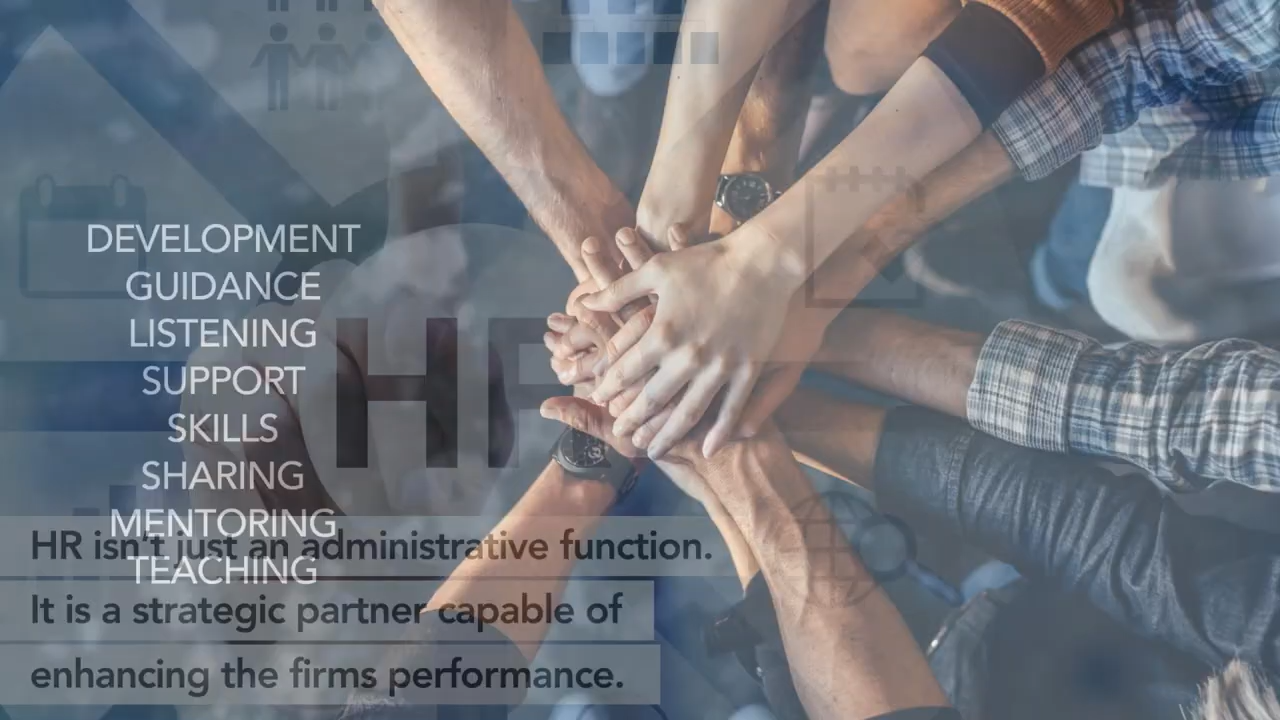 DEVELOPMENT
GUIDANCE
LISTENING
SUPPORT
SKILLS
HR
SHARING
MENTORING
HR isn't just an administrative function.
TEACHING
It is a strategic partner capable of
enhancing the firms performance.